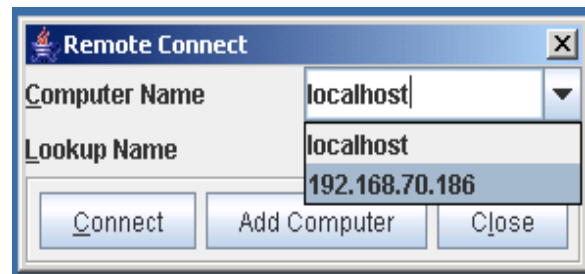 Remote Connect
Computer Name localhost
localhost
Lookup Name
192.168.70.186
Connect Add Computer Close